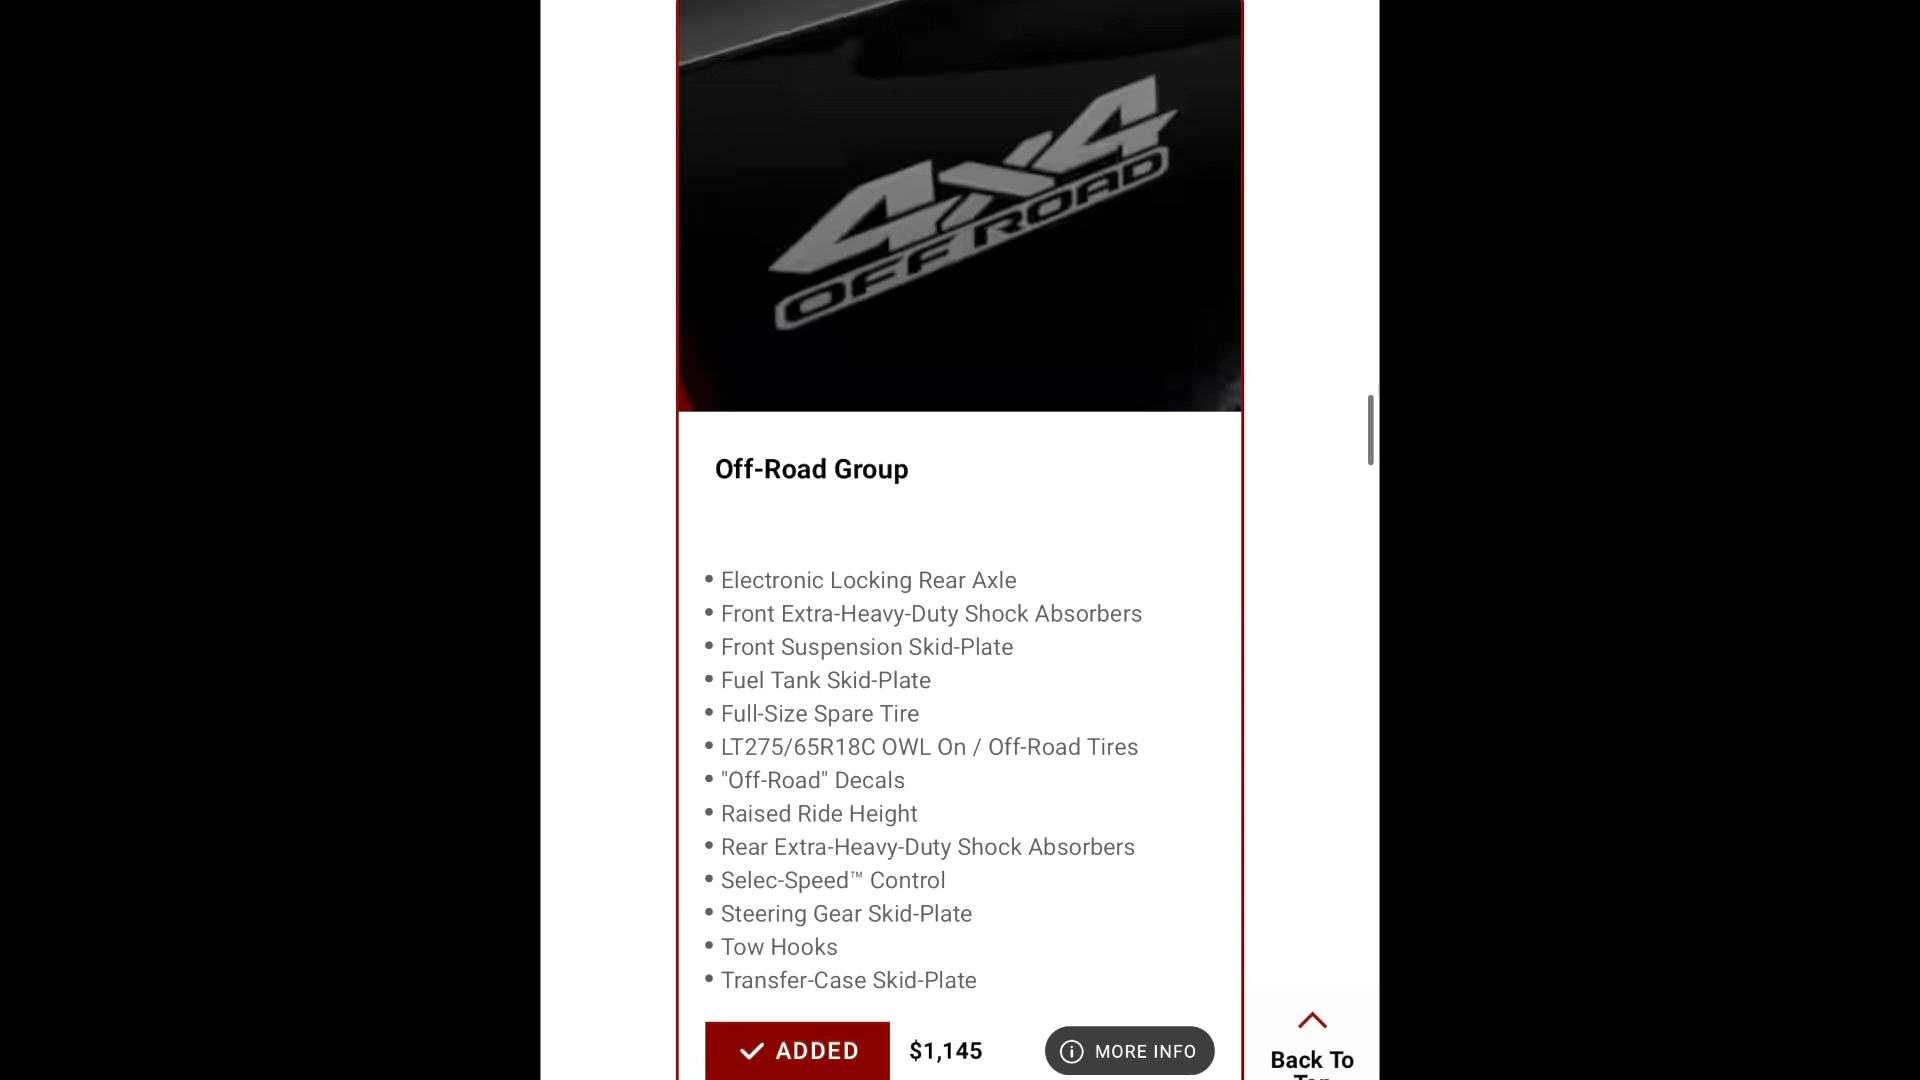 4x4
OFF ROAD
Off-Road Group
• Electronic Locking Rear Axle
• Front Extra-Heavy-Duty Shock Absorbers
• Front Suspension Skid-Plate
• Fuel Tank Skid-Plate
• Full-Size Spare Tire
• LT275/65R18C OWL On / Off-Road Tires
• "Off-Road" Decals
• Raised Ride Height
• Rear Extra-Heavy-Duty Shock Absorbers
• Selec-Speed™ Control
• Steering Gear Skid-Plate
• Tow Hooks
• Transfer-Case Skid-Plate
ADDED $1,145 MORE INFO
Back To
Top